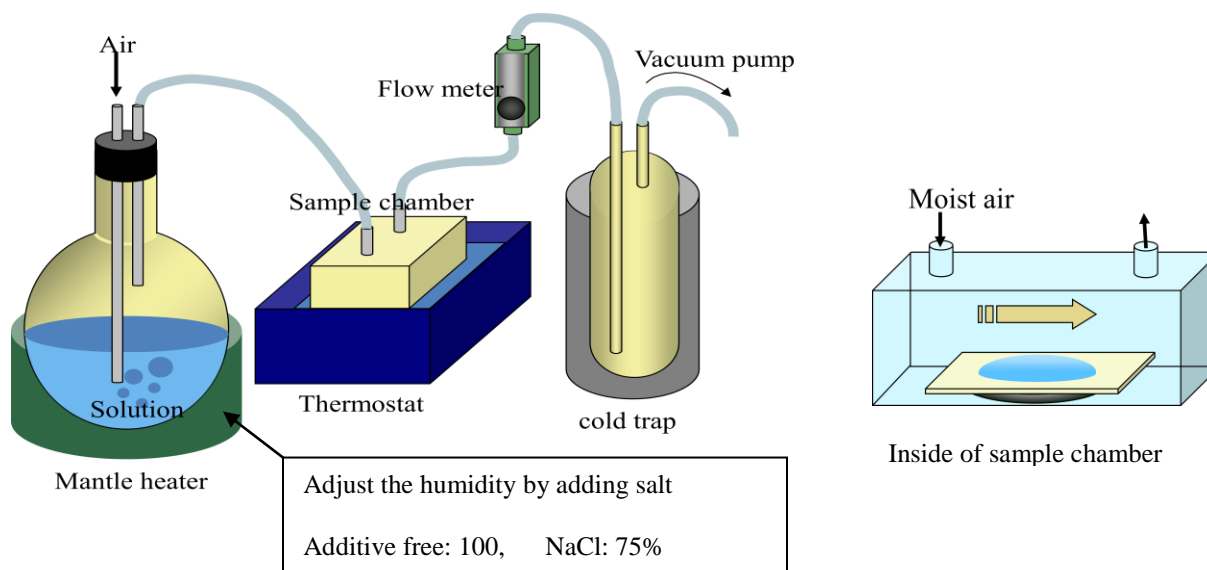 Air
Vacuum pump
Flow meter
Sample chamber
Moist air
Solution
Thermostat
cold trap
Mantle heater
Inside of sample chamber
Adjust the humidity by adding salt
Additive free: 100, NaCl: 75%